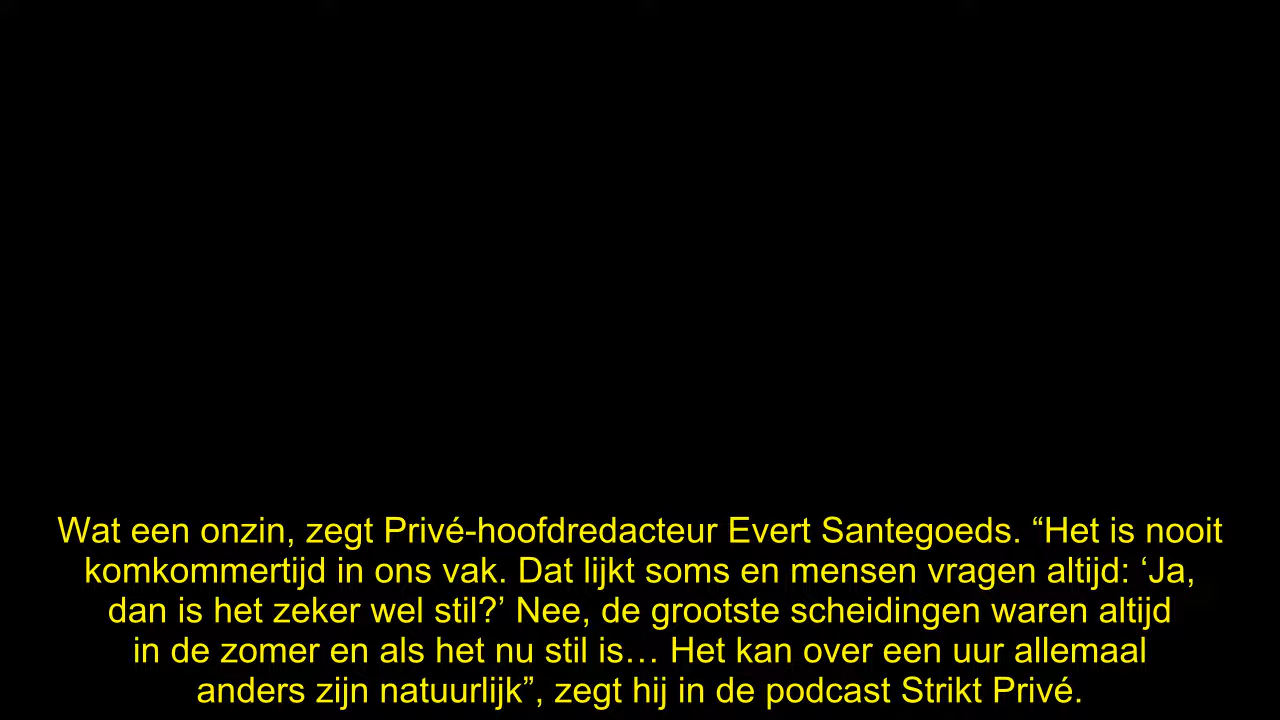 Wat een onzin, zegt Privé-hoofdredacteur Evert Santegoeds. “Het is nooit
komkommertijd in ons vak. Dat lijkt soms en mensen vragen altijd: ‘Ja,
dan is het zeker wel stil?’ Nee, de grootste scheidingen waren altijd
in de zomer en als het nu stil is… Het kan over een uur allemaal
anders zijn natuurlijk”, zegt hij in de podcast Strikt Privé.